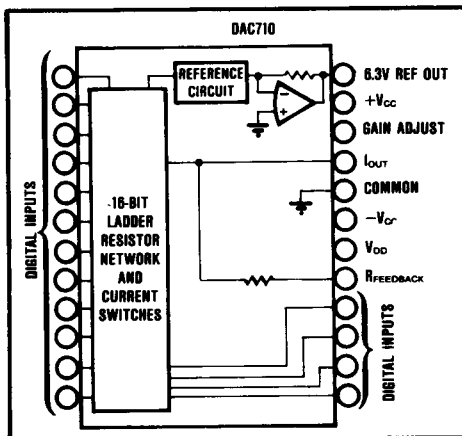 DAC710
REFERENCE
CIRCUIT
6.3V REF OUT
+VCC
GAIN ADJUST
IOUT
COMMON
-VCC
VDD
RFEEDBACK
DIGITAL INPUTS
-16-BIT
LADDER
RESISTOR
NETWORK
AND
CURRENT
SWITCHES
DIGITAL INPUTS